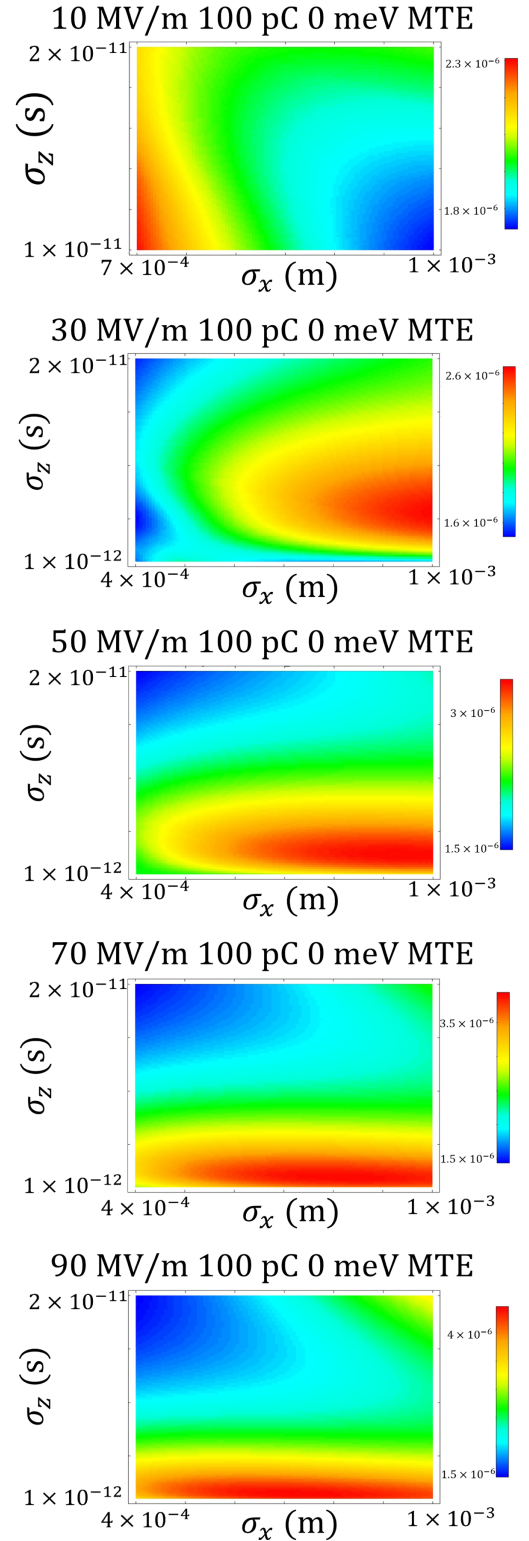 10 MV/m 100 pC 0 meV MTE
2 × 10⁻¹¹
2.3 × 10⁻⁶
σz (s)
1.8 × 10⁻⁶
1 × 10⁻¹¹
7 × 10⁻⁴
σx (m)
1 × 10⁻³
30 MV/m 100 pC 0 meV MTE
2 × 10⁻¹¹
2.6 × 10⁻⁶
σz (s)
1.6 × 10⁻⁶
1 × 10⁻¹²
4 × 10⁻⁴
σx (m)
1 × 10⁻³
50 MV/m 100 pC 0 meV MTE
2 × 10⁻¹¹
3 × 10⁻⁶
σz (s)
1.5 × 10⁻⁶
1 × 10⁻¹²
4 × 10⁻⁴
σx (m)
1 × 10⁻³
70 MV/m 100 pC 0 meV MTE
2 × 10⁻¹¹
3.5 × 10⁻⁶
σz (s)
1.5 × 10⁻⁶
1 × 10⁻¹²
4 × 10⁻⁴
σx (m)
1 × 10⁻³
90 MV/m 100 pC 0 meV MTE
2 × 10⁻¹¹
4 × 10⁻⁶
σz (s)
1.5 × 10⁻⁶
1 × 10⁻¹²
4 × 10⁻⁴
σx (m)
1 × 10⁻³